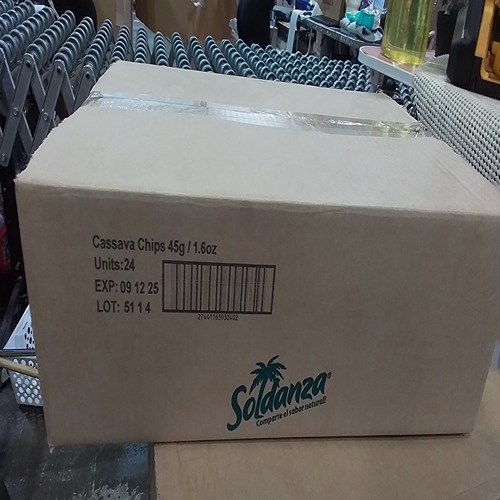 Cassava Chips 45g / 1.6oz
Units:24
EXP: 09 12 25
LOT: 51 1 4
Soldanza®
Comparte el sabor natural!